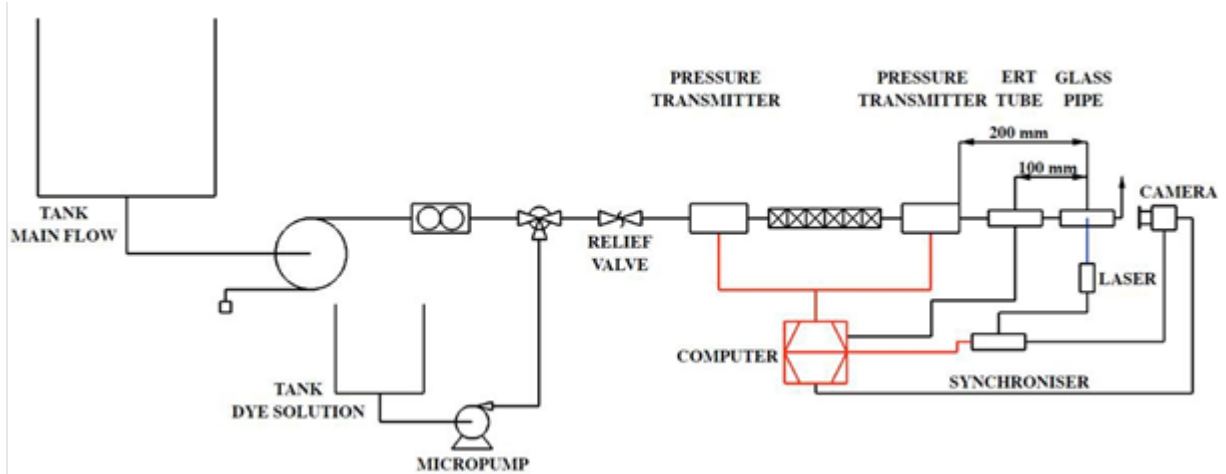 PRESSURE
TRANSMITTER
PRESSURE
TRANSMITTER
ERT
TUBE
GLASS
PIPE
200 mm
100 mm
CAMERA
TANK
MAIN FLOW
RELIEF
VALVE
LASER
COMPUTER
SYNCHRONISER
TANK
DYE SOLUTION
MICROPUMP